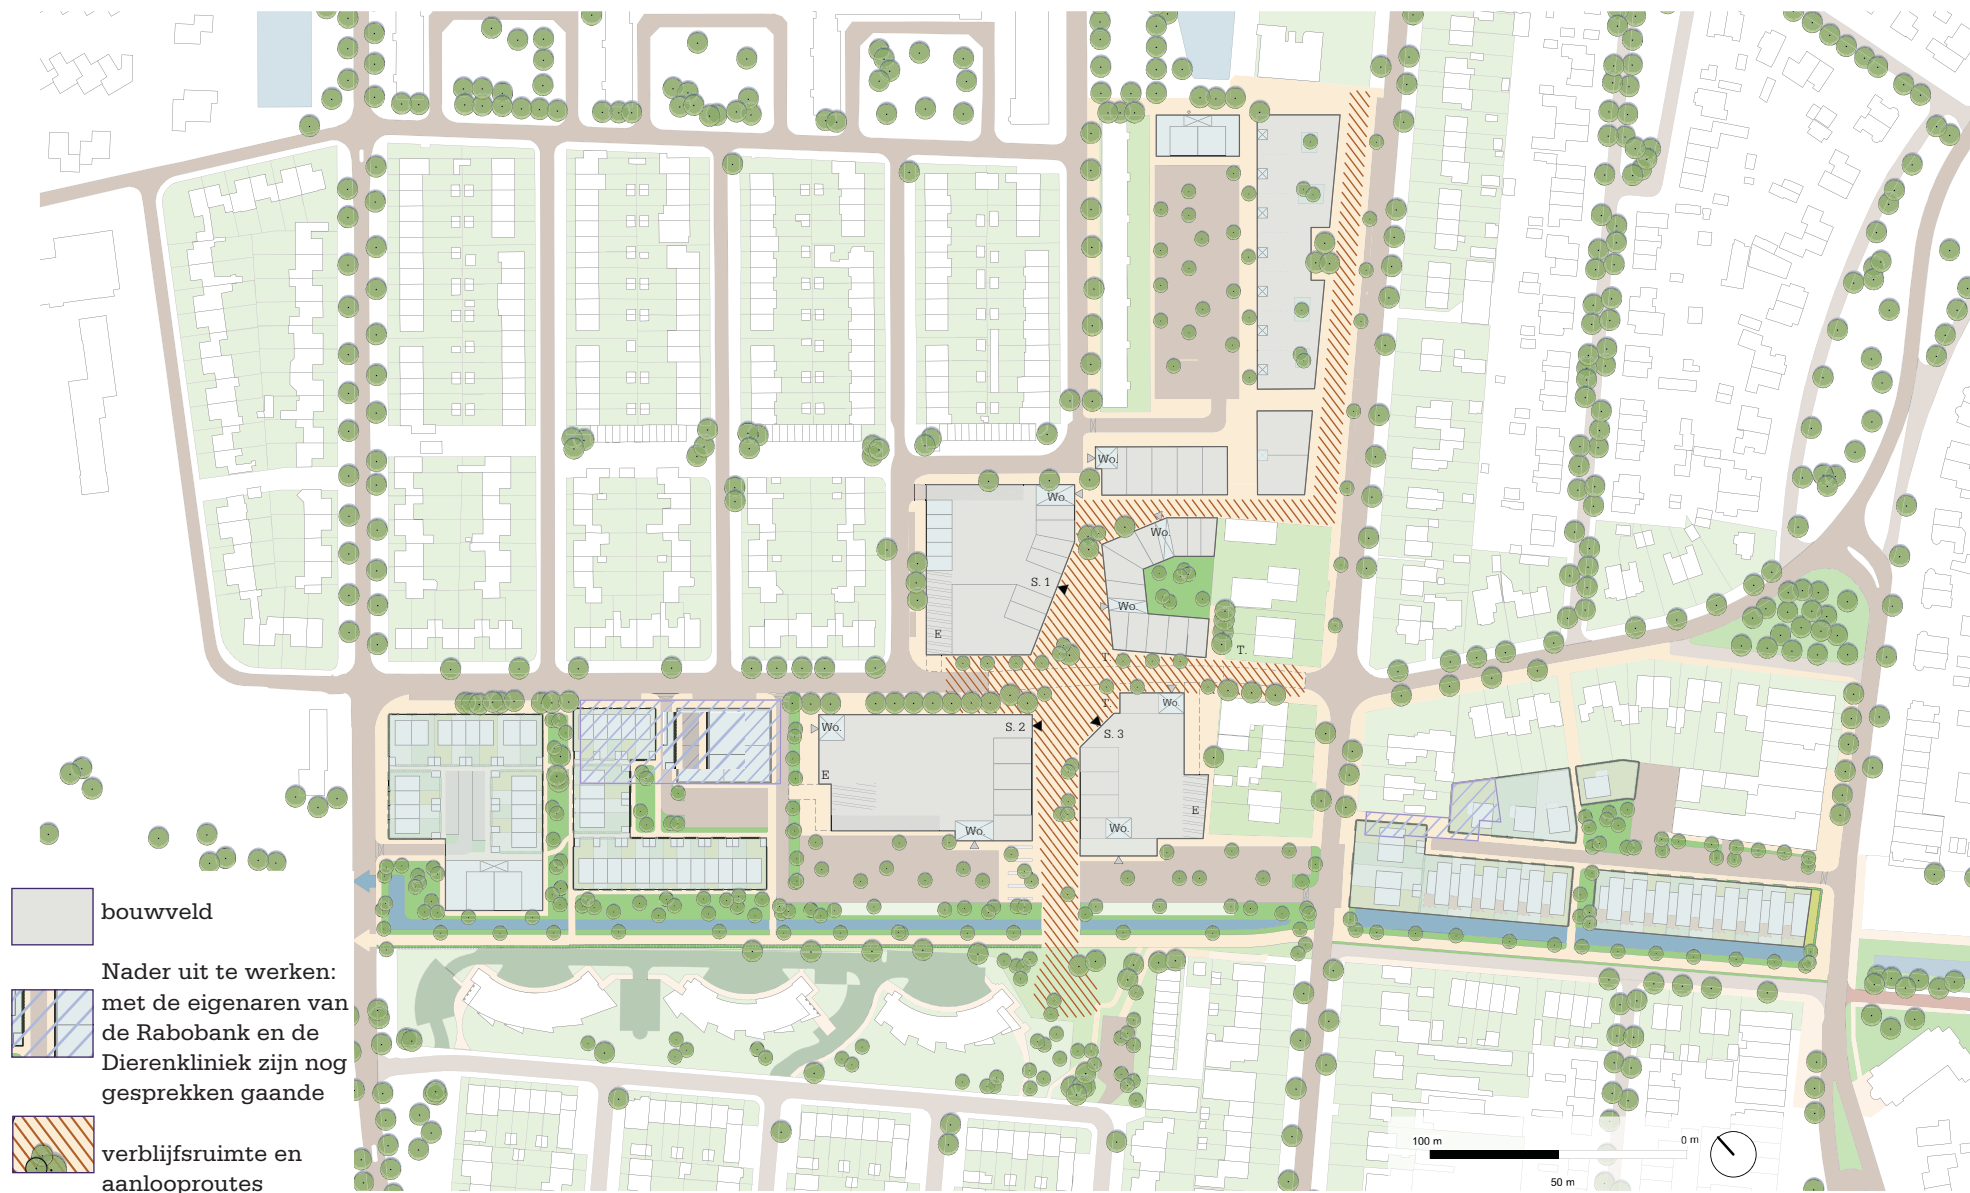 Wo.
Wo.
Wo.
S. 1
Wo.
E
T.
T.
T.
Wo.
Wo.
S. 2
S. 3
E
E
Wo.
Wo.
bouwveld
Nader uit te werken:
met de eigenaren van
de Rabobank en de
Dierenkliniek zijn nog
gesprekken gaande
verblijfsruimte en
aanlooproutes
100 m
0 m
50 m